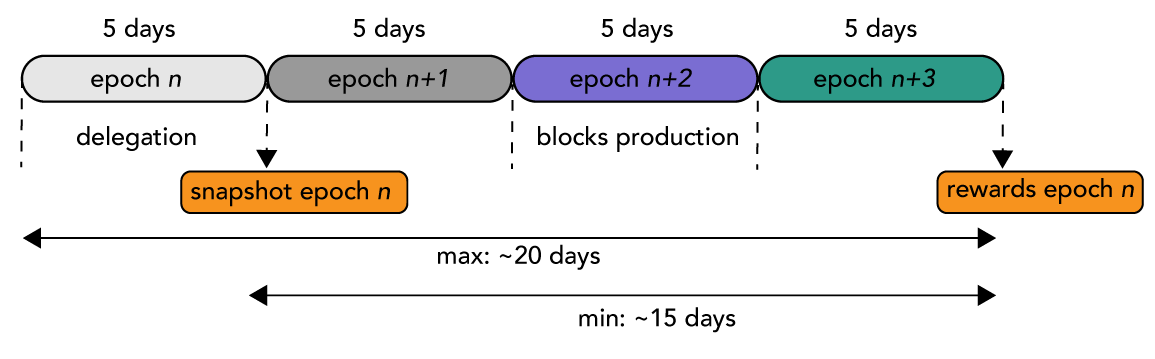 5 days 5 days 5 days 5 days
epoch n epoch n+1 epoch n+2 epoch n+3
delegation blocks production
snapshot epoch n rewards epoch n
max: ~20 days
min: ~15 days